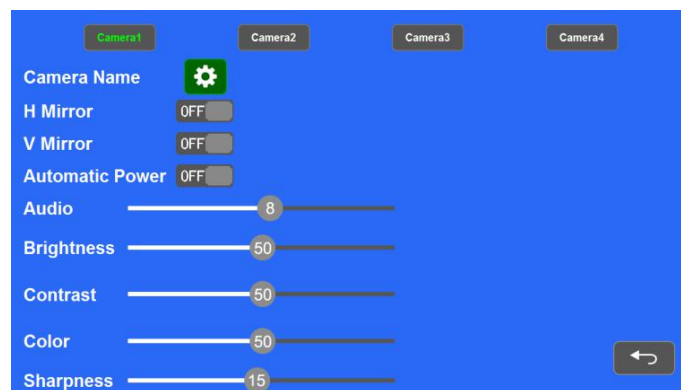 Camera1 Camera2 Camera3 Camera4
Camera Name
H Mirror OFF
V Mirror OFF
Automatic Power OFF
Audio 8
Brightness 50
Contrast 50
Color 50
Sharpness 15